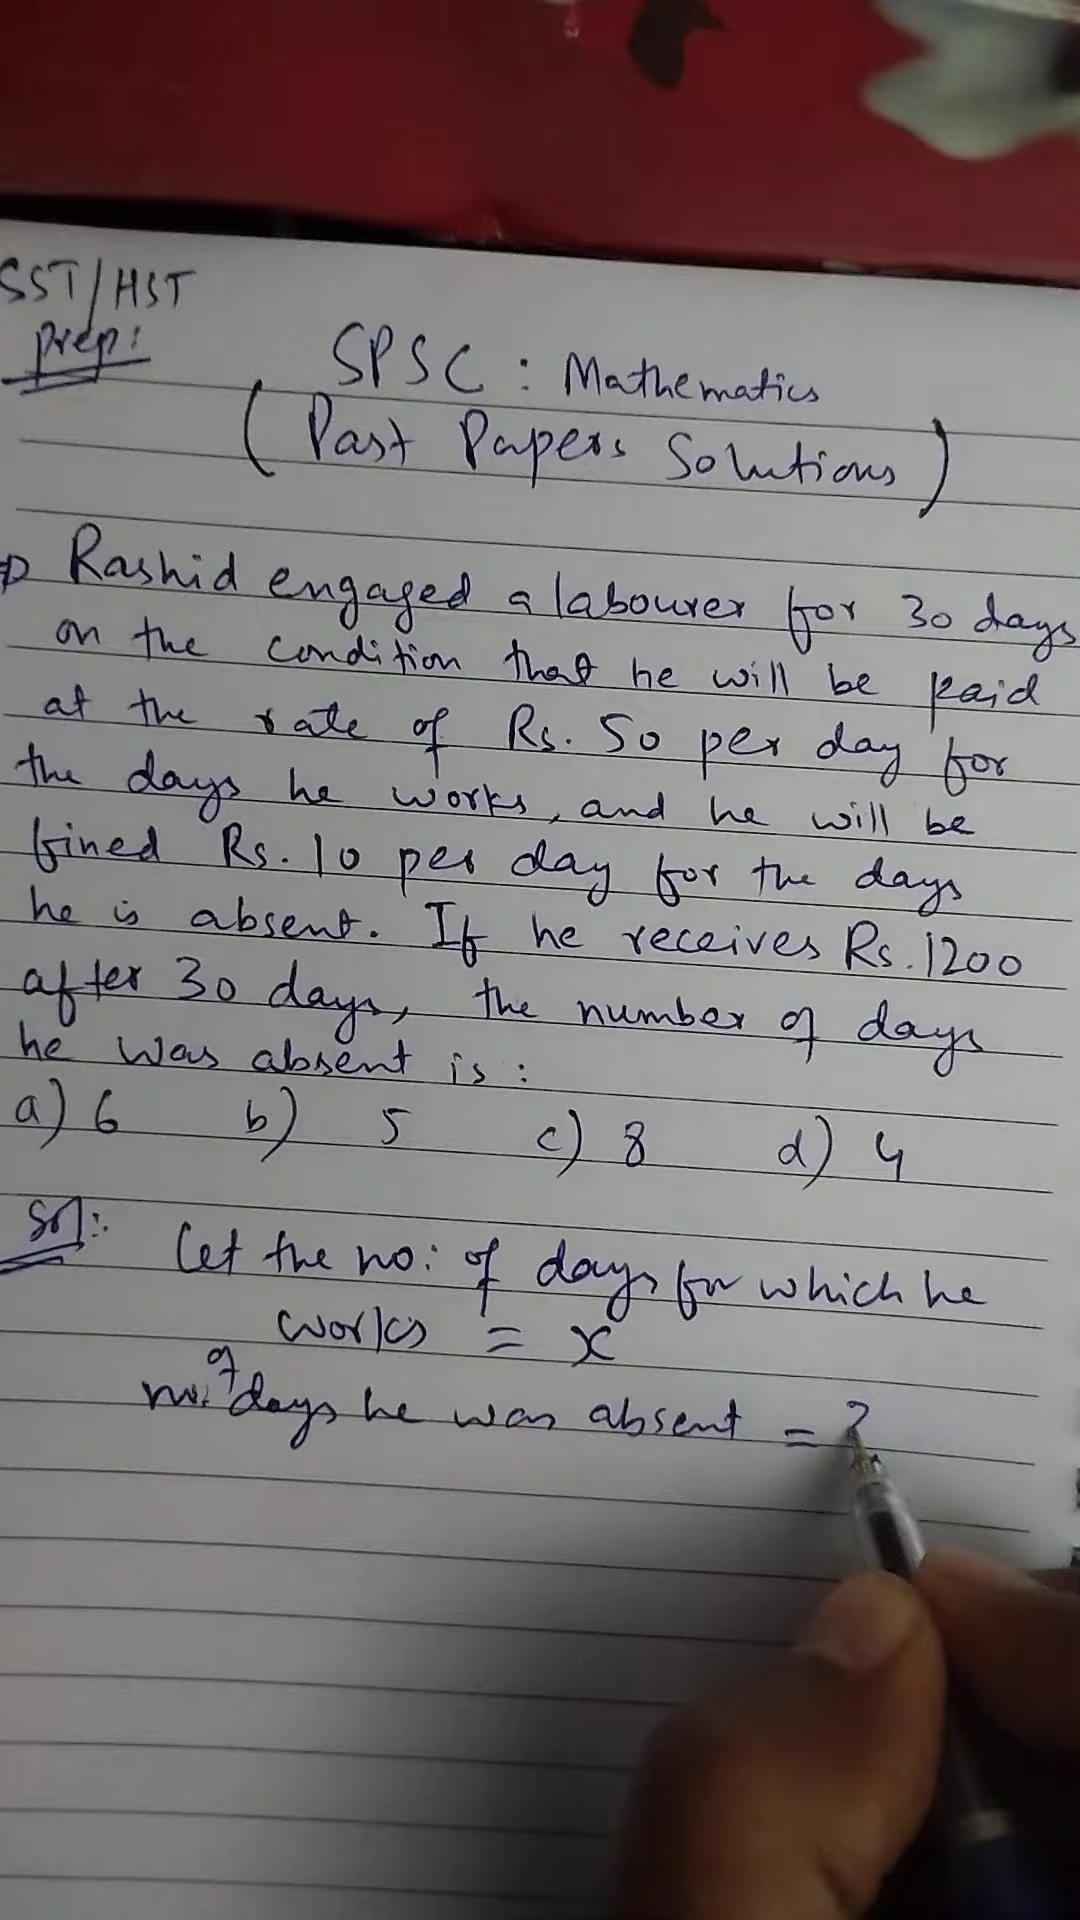 SST/HST
prep:
SPSC: Mathematics
(Past Papers Solutions)
Rashid engaged a labourer for 30 days
on the condition that he will be paid
at the rate of Rs. 50 per day for
the days he works, and he will be
fined Rs. 10 per day for the days
he is absent. If he receives Rs. 1200
after 30 days, the number of days
he was absent is:
a) 6 b) 5 c) 8 d) 4
Sol:. Let the no: of days for which he
works = x
no: of days he was absent = ?